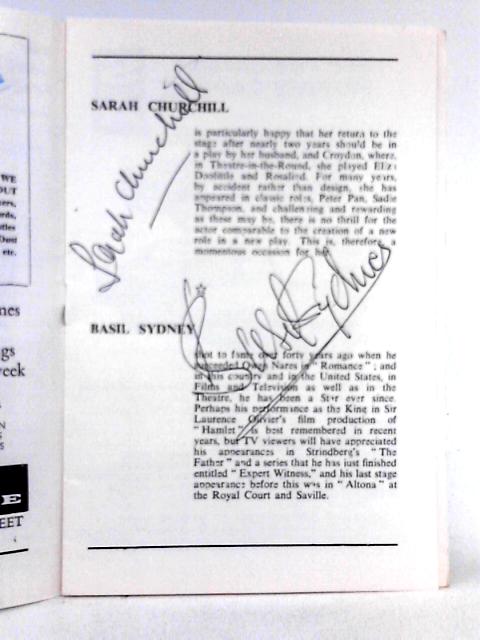 WE
OUT
etc.
nes
gs
week
E
EET
SARAH CHURCHILL
Sarah Churchill
is particularly happy that her return to the
stage after nearly two years should be in
a play by her husband, and Croydon, where,
in Theatre-in-the-Round, she played Eliza
Doolittle and Rosalind. For many years,
by accident rather than design, she has
appeared in classic roles, Peter Pan, Sadie
Thompson, and challenging and rewarding
as these may be, there is no thrill for the
actor comparable to the creation of a new
role in a new play. This is, therefore a
momentous occasion for her.
BASIL SYDNEY
Basil Sydney
shot to fame over forty years ago when he
succeeded Owen Nares in "Romance"; and
in this country and in the United States, in
Films and Television as well as in the
Theatre, he has been a Star ever since.
Perhaps his performance as the King in Sir
Laurence Olivier's film production of
"Hamlet" is best remembered in recent
years, but TV viewers will have appreciated
his appearances in Strindberg's "The
Father" and a series that he has just finished
entitled "Expert Witness," and his last stage
appearance before this was in "Altona" at
the Royal Court and Saville.